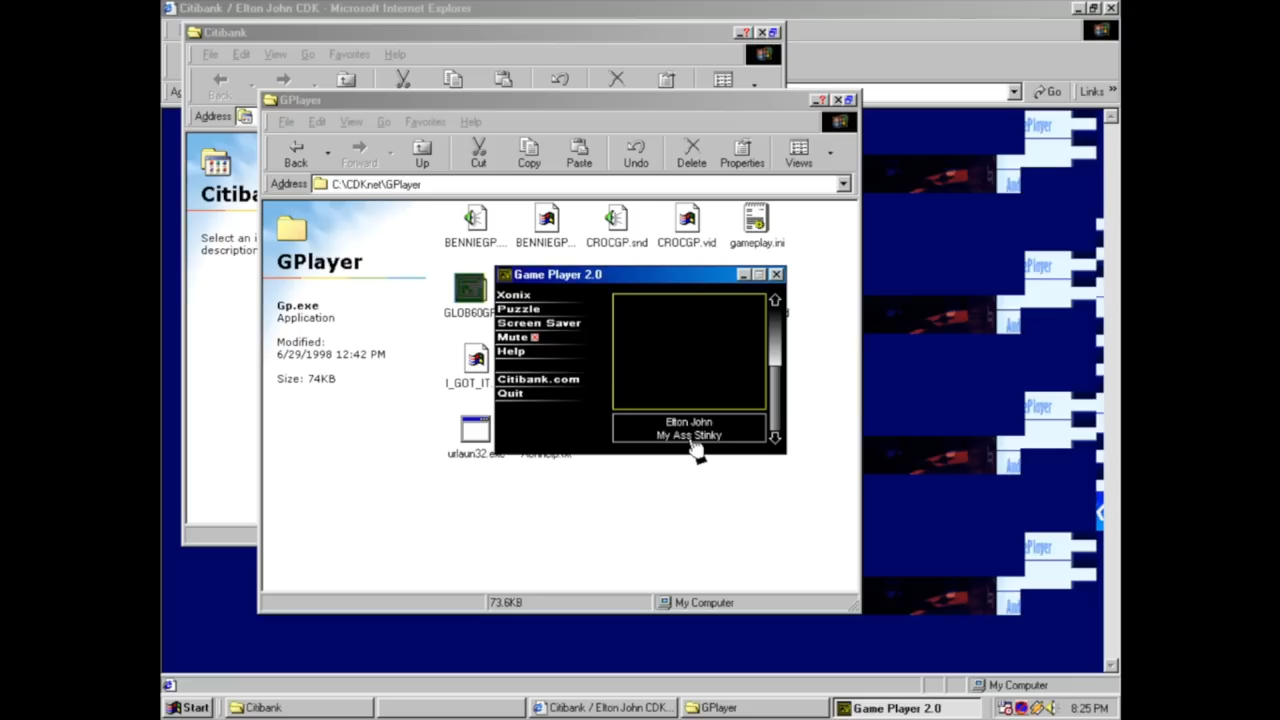 Citibank / Elton John CDK - Microsoft Internet Explorer
Citibank
File Edit View Go Favorites Help
Back
Address
Go Links »
GPlayer
File Edit View Go Favorites Help
Back Forward Up Cut Copy Paste Undo Delete Properties Views
Address C:\CDKnet\GPlayer
Citiba
Select an i
description
GPlayer
Gp.exe
Application
Modified:
6/29/1998 12:42 PM
Size: 74KB
BENNIEGP.... BENNIEGP... CROCGP.snd CROCGP.vid gameplay.ini
GLOB60GP
I_GOT_IT
urlaun32.exe
Game Player 2.0
Xonix
Puzzle
Screen Saver
Mute
Help
Citibank.com
Quit
Elton John
My Ass Stinky
73.6KB My Computer
My Computer
Start Citibank Citibank / Elton John CDK... GPlayer Game Player 2.0 8:25 PM